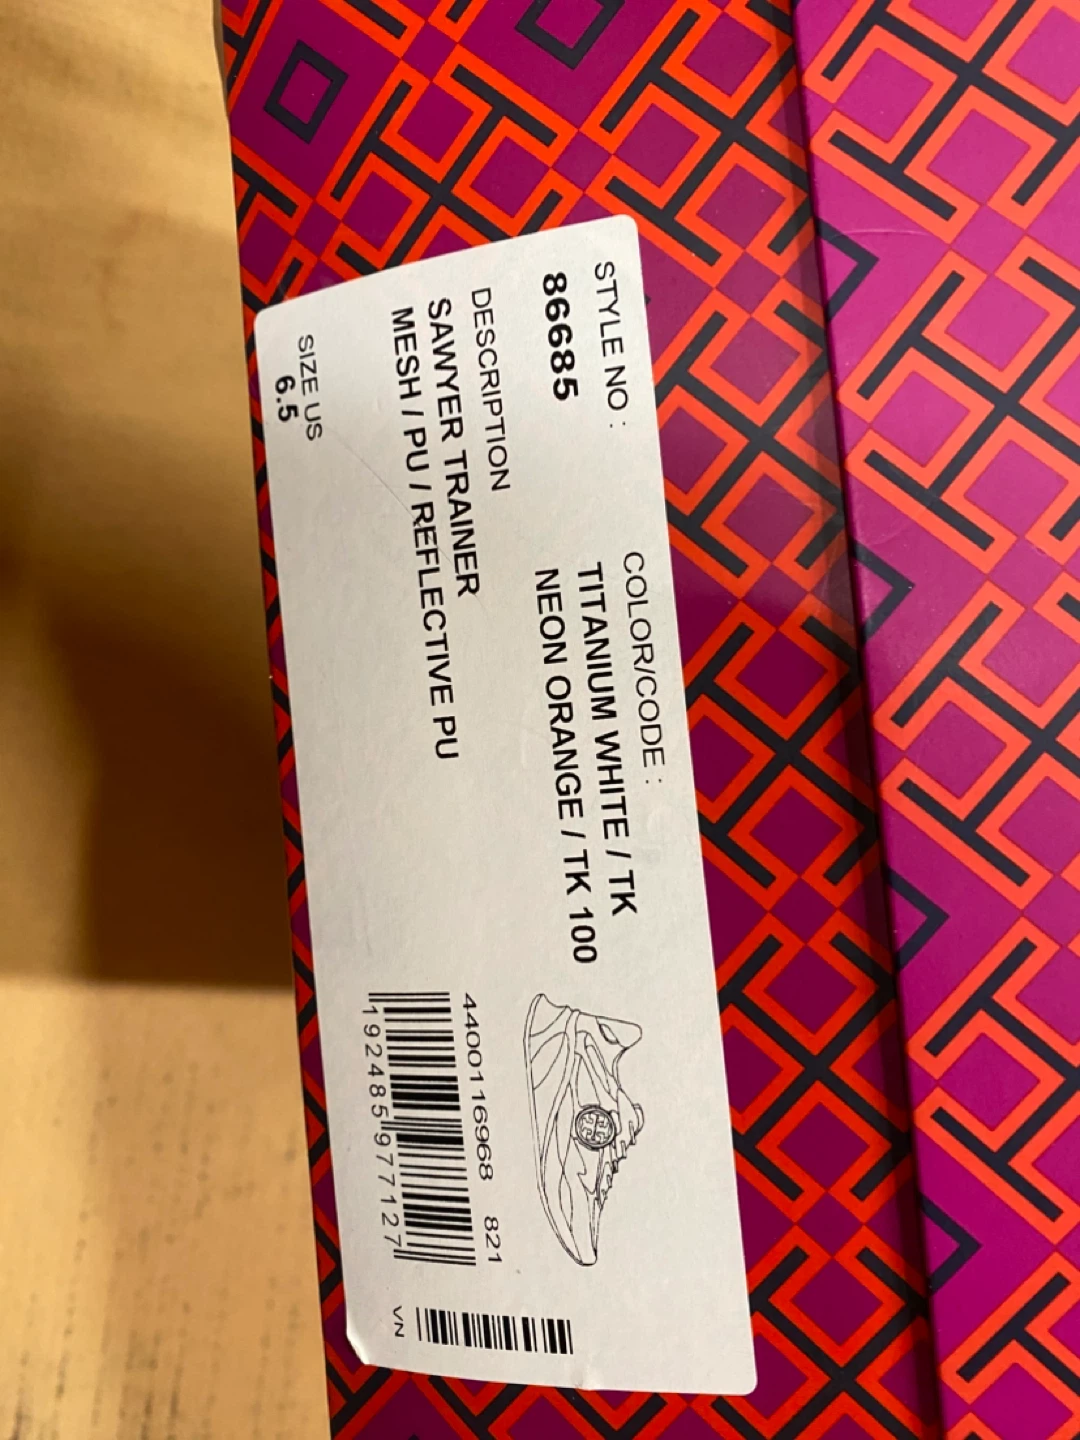 STYLE NO :
86685
COLOR/CODE :
TITANIUM WHITE / TK
NEON ORANGE / TK 100
DESCRIPTION
SAWYER TRAINER
MESH / PU / REFLECTIVE PU
SIZE US
6.5
4400116968 821
192485977127
VN